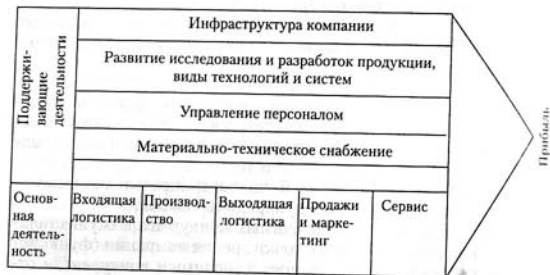 Поддержи-
вающие
деятельности
Инфраструктура компании
Развитие исследования и разработок продукции,
виды технологий и систем
Управление персоналом
Материально-техническое снабжение
Основ-
ная
деятель-
ность
Входящая
логистика
Производ-
ство
Выходящая
логистика
Продажи
и марке-
тинг
Сервис
Прибыль